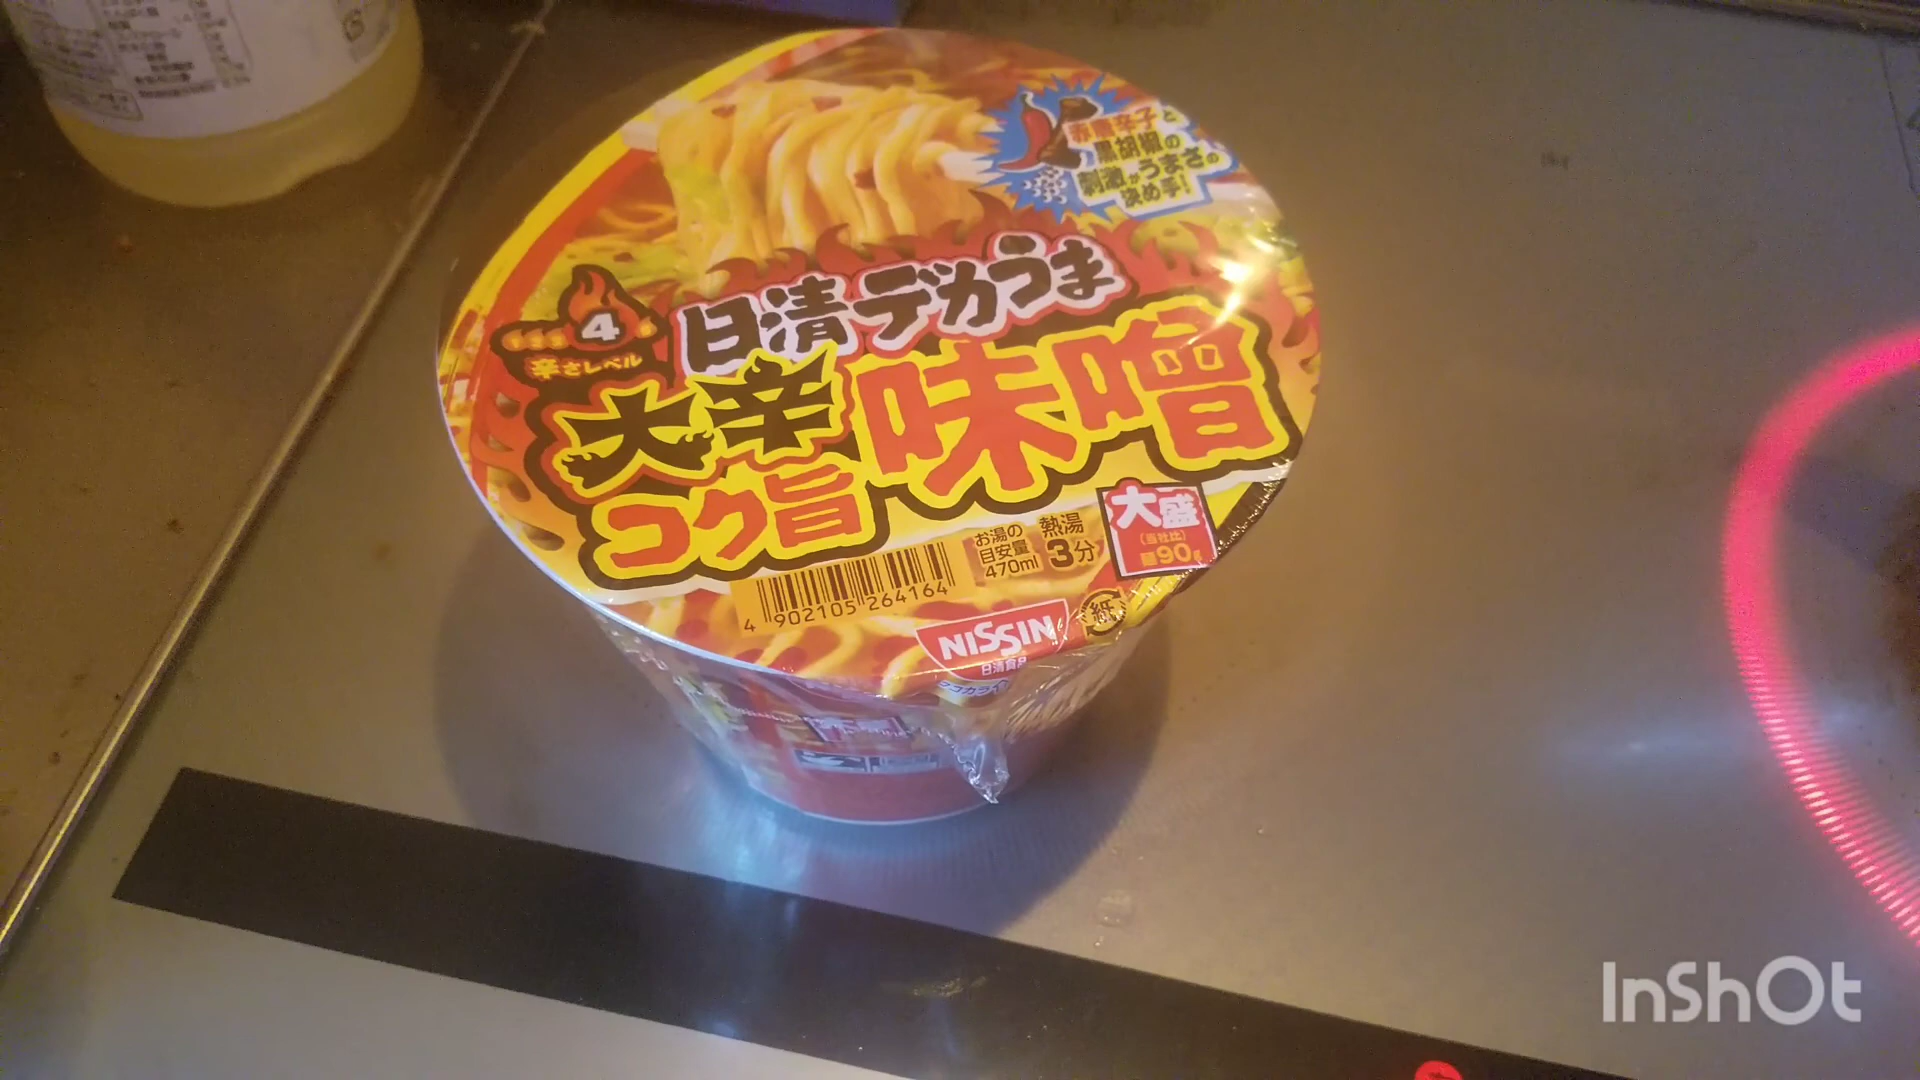 赤唐辛子と
黒胡椒の
刺激がうまさの
決め手!
日清デカうま
4
辛さレベル
大辛
味噌
コク旨
お湯の
目安量
470ml
熱湯
3分
大盛
(当社比)
麺90g
4 902105 264164
NISSIN
日清食品
紙
InShOt